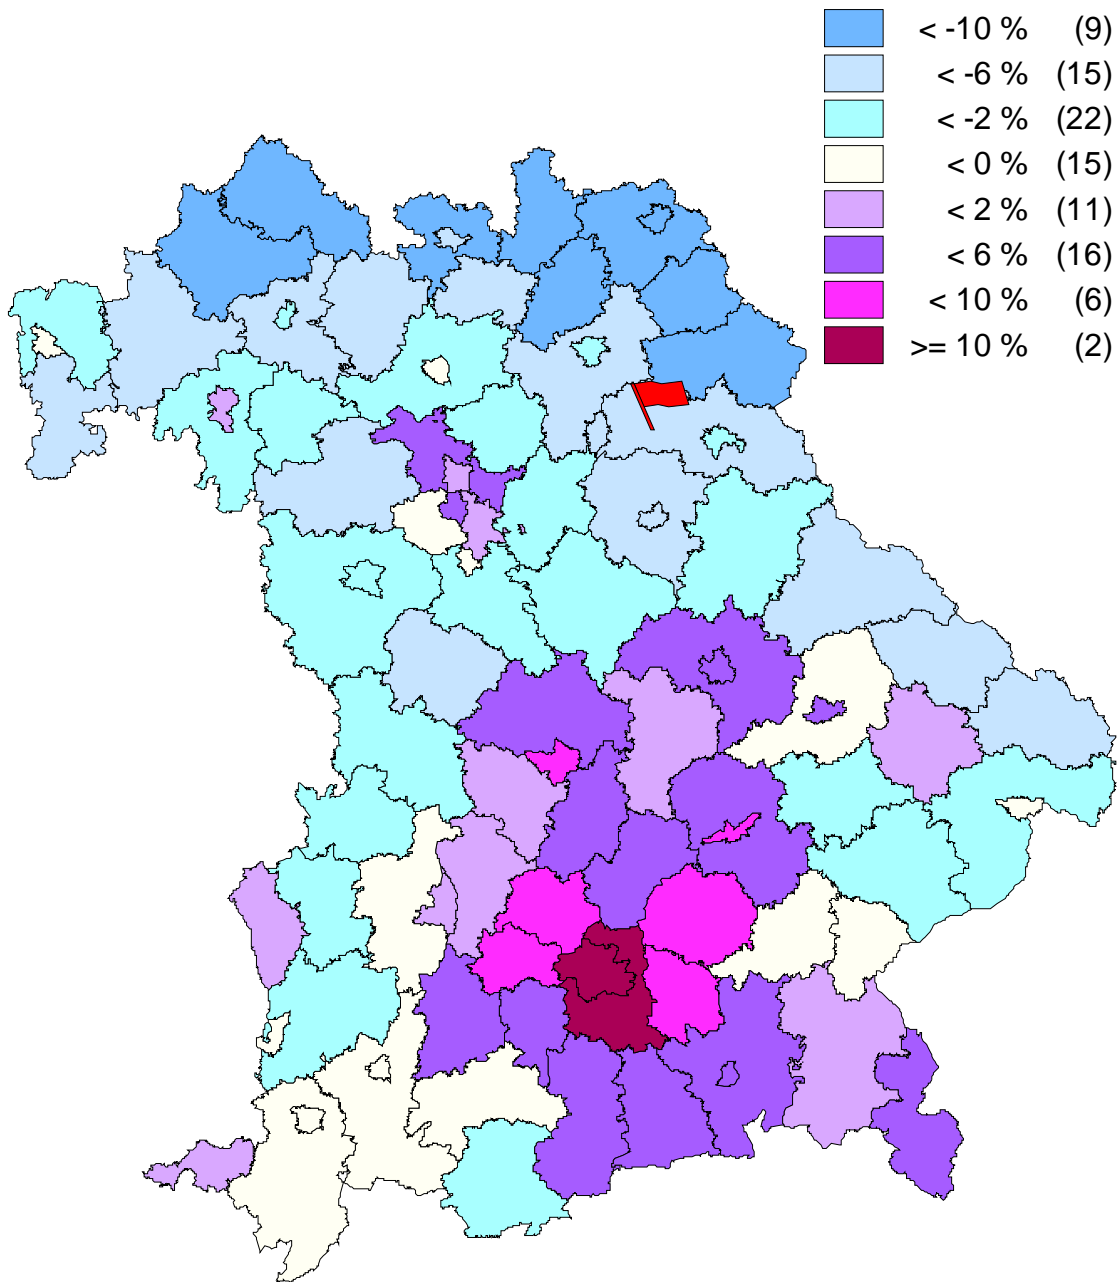 < -10 % (9)
< -6 % (15)
< -2 % (22)
< 0 % (15)
< 2 % (11)
< 6 % (16)
< 10 % (6)
>= 10 % (2)